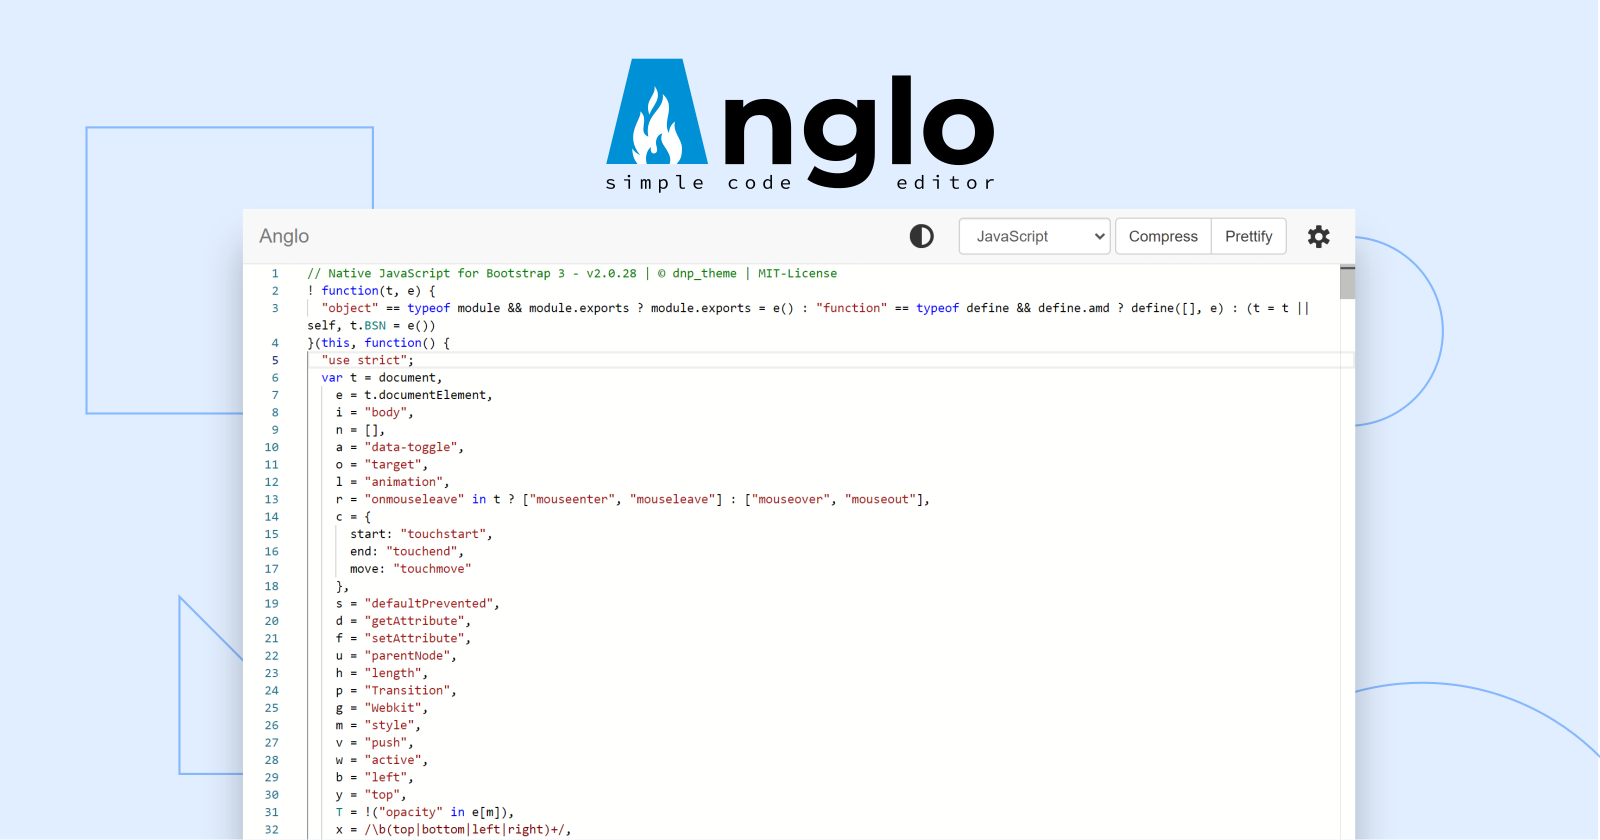 Anglo
simple code editor
Anglo
JavaScript
Compress
Prettify
1 // Native JavaScript for Bootstrap 3 - v2.0.28 | © dnp_theme | MIT-License
2 ! function(t, e) {
3 "object" == typeof module && module.exports ? module.exports = e() : "function" == typeof define && define.amd ? define([], e) : (t = t ||
self, t.BSN = e())
4 }(this, function() {
5 "use strict";
6 var t = document,
7 e = t.documentElement,
8 i = "body",
9 n = [],
10 a = "data-toggle",
11 o = "target",
12 l = "animation",
13 r = "onmouseleave" in t ? ["mouseenter", "mouseleave"] : ["mouseover", "mouseout"],
14 c = {
15 start: "touchstart",
16 end: "touchend",
17 move: "touchmove"
18 },
19 s = "defaultPrevented",
20 d = "getAttribute",
21 f = "setAttribute",
22 u = "parentNode",
23 h = "length",
24 p = "Transition",
25 g = "Webkit",
26 m = "style",
27 v = "push",
28 w = "active",
29 b = "left",
30 y = "top",
31 T = !("opacity" in e[m]),
32 x = /\b(top|bottom|left|right)+/,